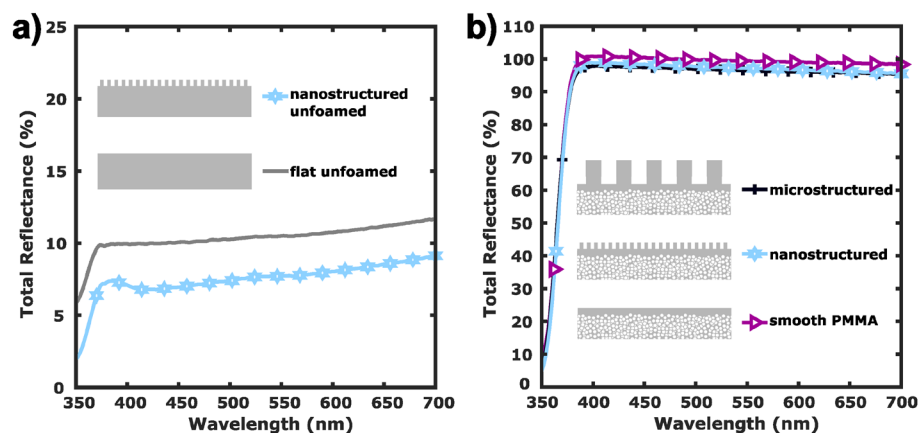 a)
Total Reflectance (%)
25
20
15
10
5
0
nanostructured
unfoamed
flat unfoamed
350 400 450 500 550 600 650 700
Wavelength (nm)
b)
Total Reflectance (%)
110
100
90
80
70
60
50
40
30
20
10
0
microstructured
nanostructured
smooth PMMA
350 400 450 500 550 600 650 700
Wavelength (nm)